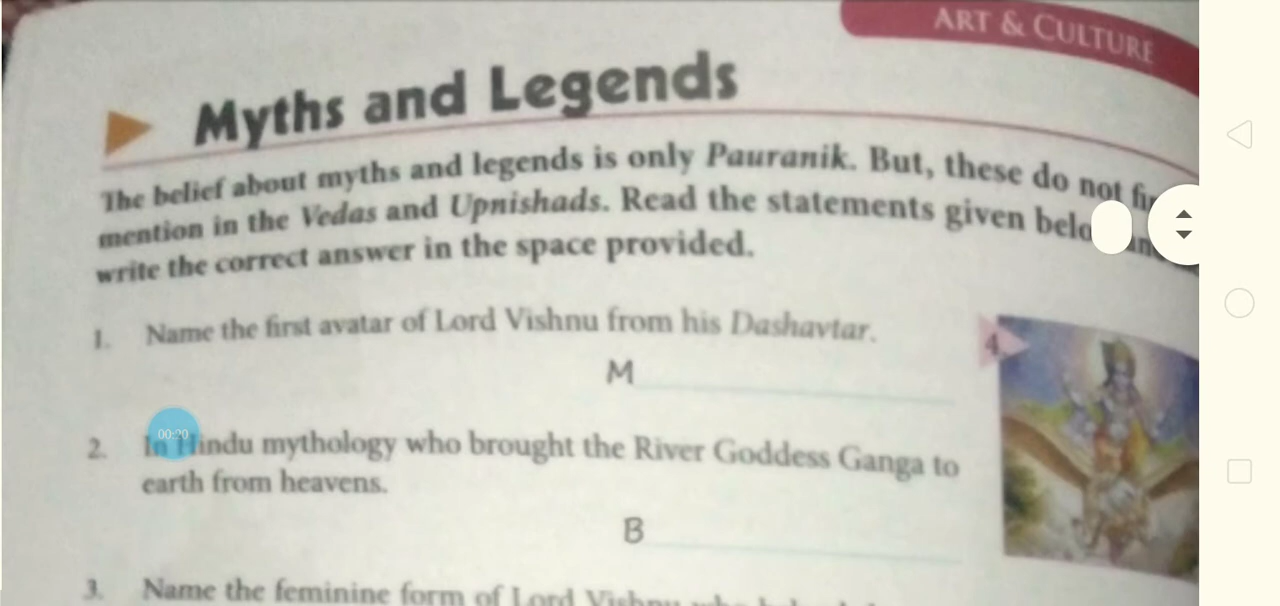 ART & CULTURE
Myths and Legends
The belief about myths and legends is only Pauranik. But, these do not
mention in the Vedas and Upnishads. Read the statements given
write the correct answer in the space provided.
1. Name the first avatar of Lord Vishnu from his Dashavtar.
M
4
00:20
2. In Hindu mythology who brought the River Goddess Ganga to
earth from heavens.
B
3. Name the feminine form of Lord Vishnu who